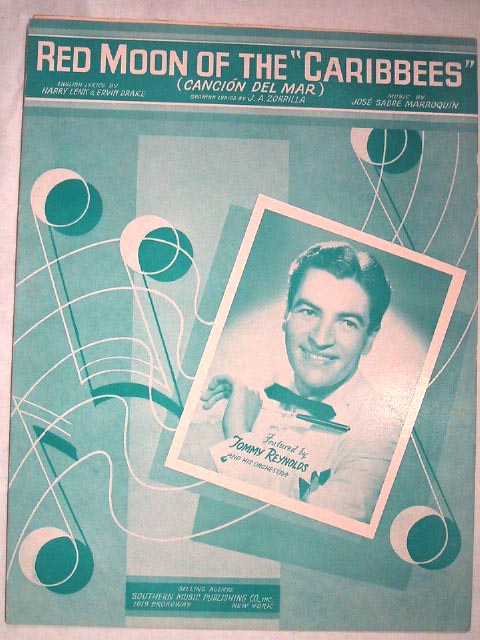 RED MOON OF THE "CARIBBEES"
(CANCIÓN DEL MAR)
ENGLISH LYRICS BY
HARRY LENK & ERVIN DRAKE
SPANISH LYRICS BY J. A. ZORRILLA
MUSIC BY
JOSÉ SABRE MARROQUÍN
Featured by
TOMMY REYNOLDS
AND HIS ORCHESTRA
SELLING AGENTS
SOUTHERN MUSIC PUBLISHING CO., INC.
1619 BROADWAY NEW YORK